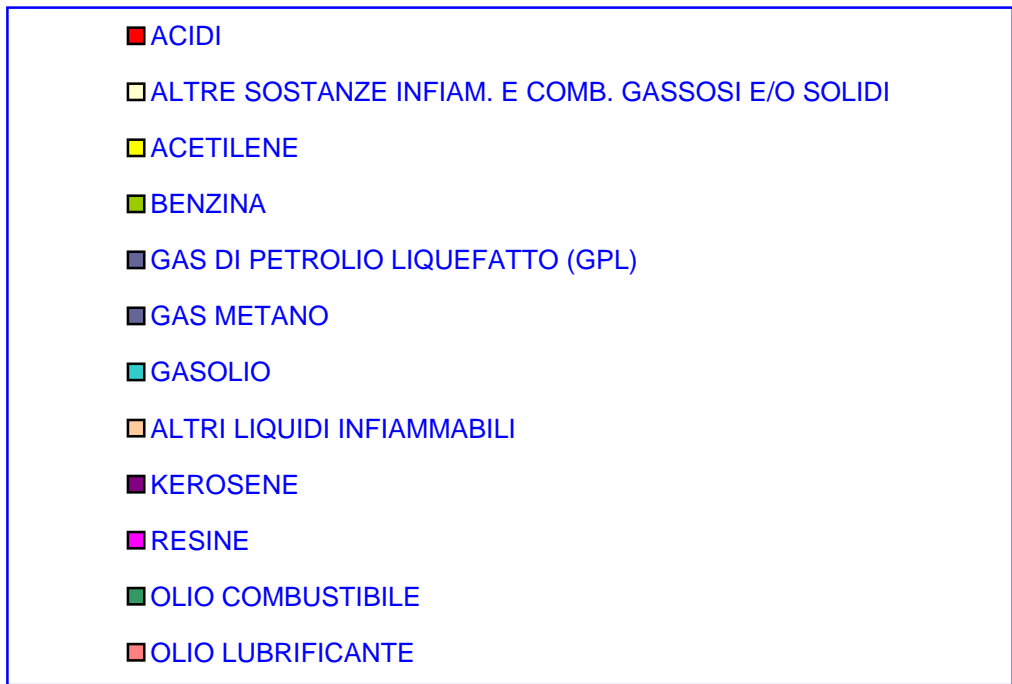 ACIDI
ALTRE SOSTANZE INFIAM. E COMB. GASSOSI E/O SOLIDI
ACETILENE
BENZINA
GAS DI PETROLIO LIQUEFATTO (GPL)
GAS METANO
GASOLIO
ALTRI LIQUIDI INFIAMMABILI
KEROSENE
RESINE
OLIO COMBUSTIBILE
OLIO LUBRIFICANTE